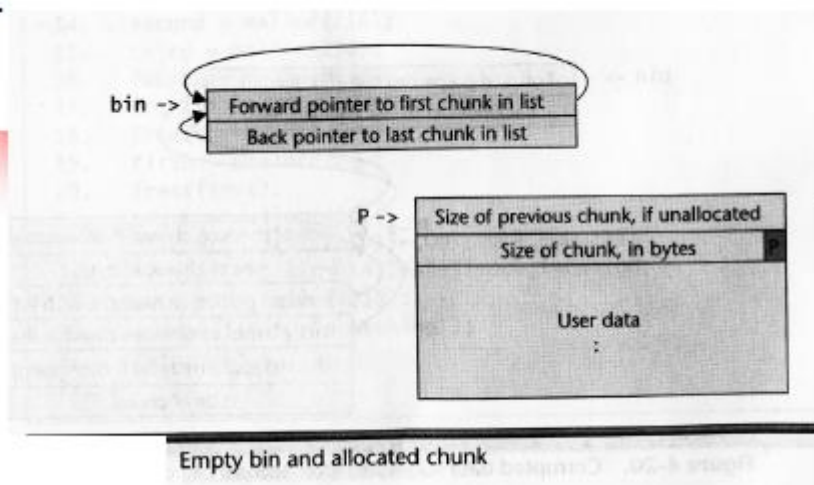 bin ->
Forward pointer to first chunk in list
Back pointer to last chunk in list
P ->
Size of previous chunk, if unallocated
Size of chunk, in bytes
P
User data
:
Empty bin and allocated chunk